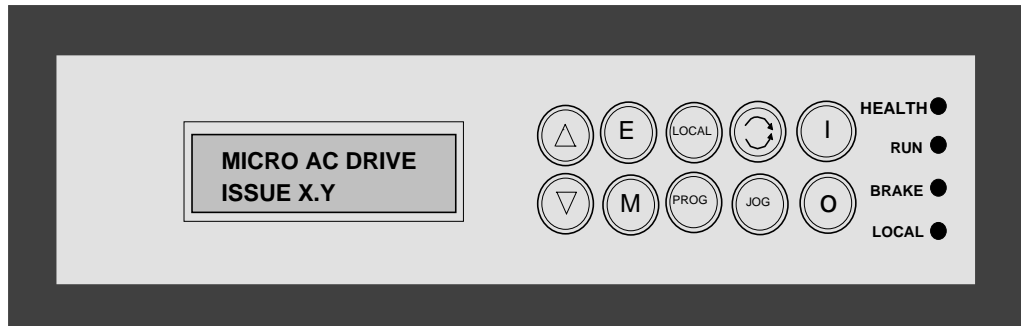 MICRO AC DRIVE
ISSUE X.Y
E LOCAL I
M PROG JOG O
HEALTH
RUN
BRAKE
LOCAL